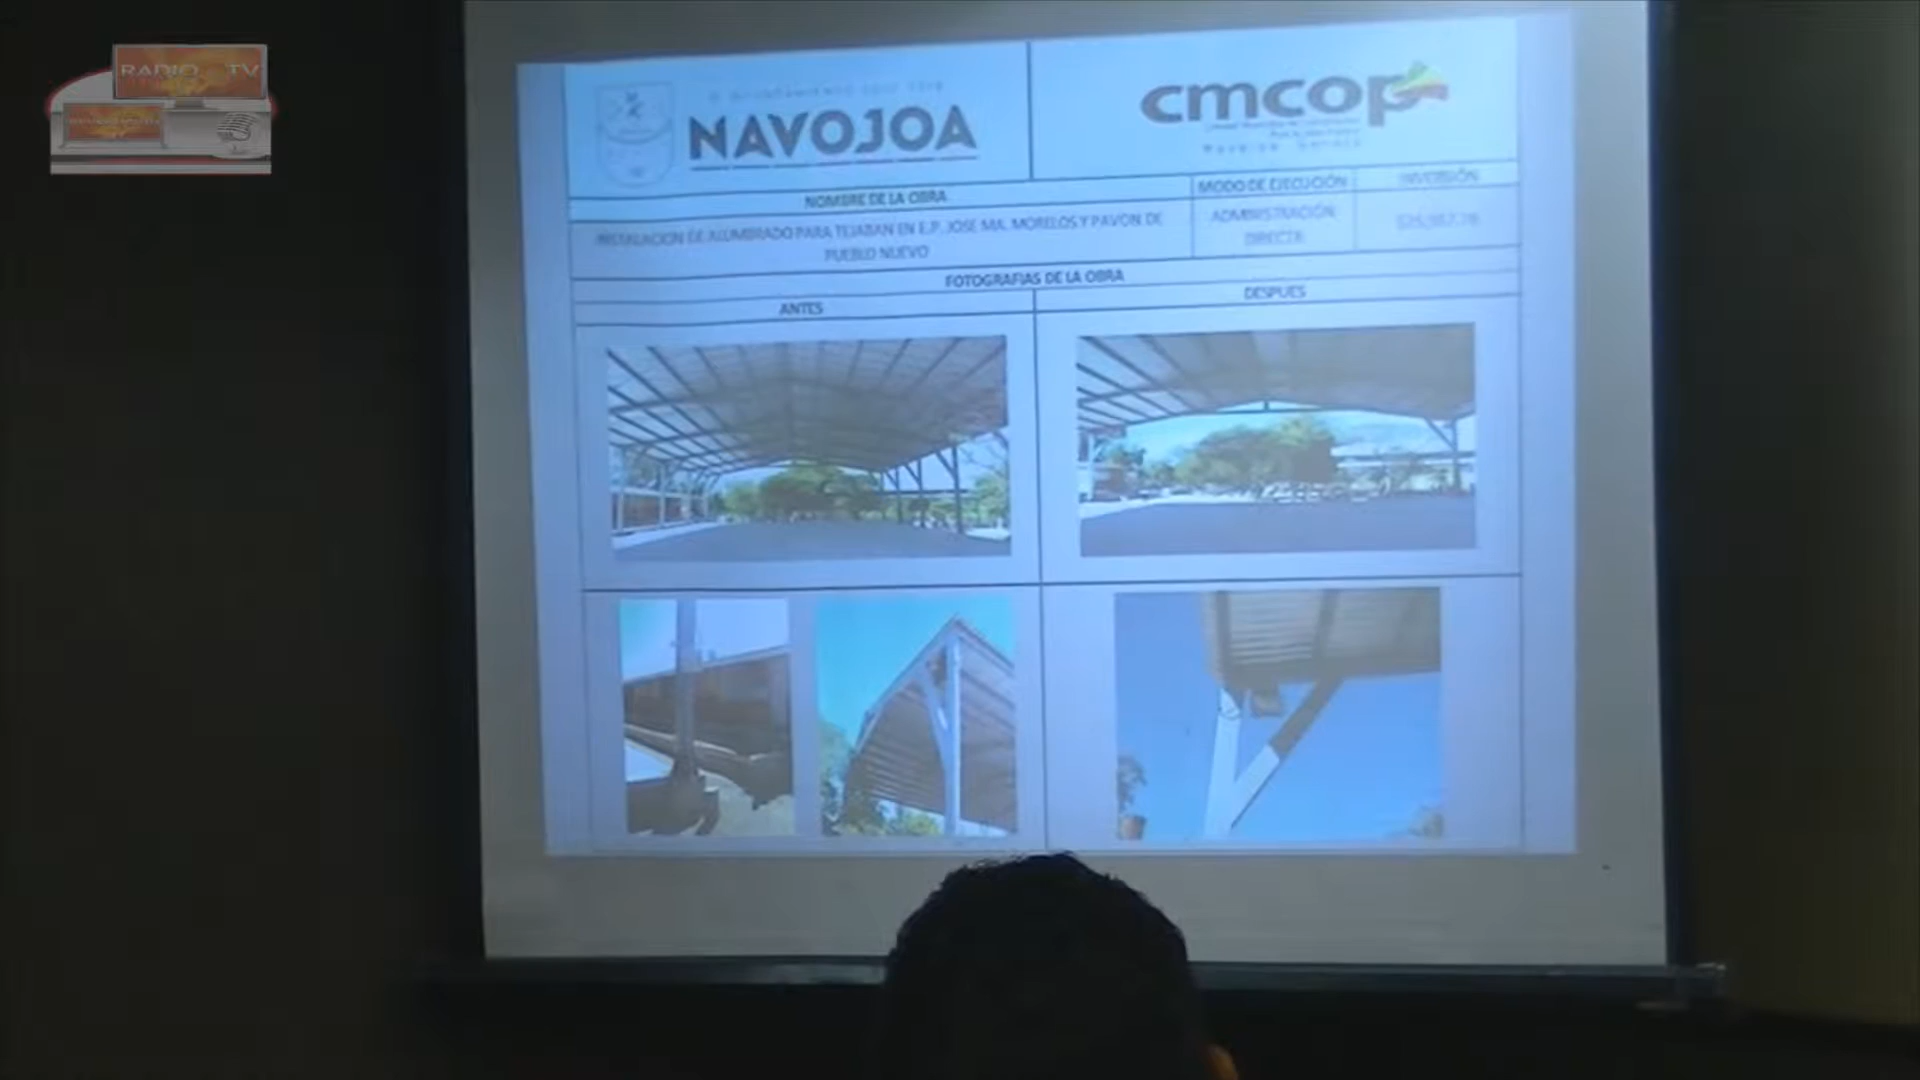 RADIO TV
NAVOJOA
cmcop
NOMBRE DE LA OBRA
MODO DE EJECUCIÓN
INVERSIÓN
INSTALACION DE ALUMBRADO PARA TEJABAN EN E.P. JOSE MA. MORELOS Y PAVON DE
PUEBLO NUEVO
ADMINISTRACIÓN
DIRECTA
FOTOGRAFIAS DE LA OBRA
ANTES
DESPUES